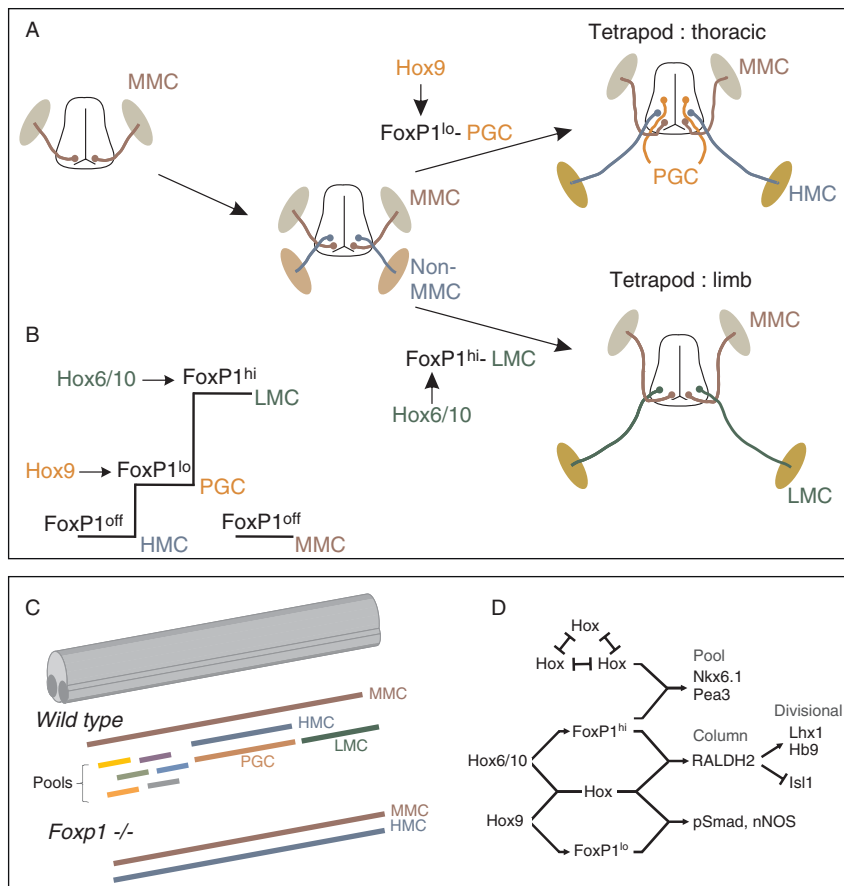 A
MMC
Hox9
FoxP1lo- PGC
MMC
Non-
MMC
Tetrapod : thoracic
MMC
PGC
HMC
FoxP1hi- LMC
Hox6/10
Tetrapod : limb
MMC
LMC
B
Hox6/10
FoxP1hi
LMC
Hox9
FoxP1lo
PGC
FoxP1off
HMC
FoxP1off
MMC
C
Wild type
MMC
HMC
LMC
PGC
Pools
Foxp1 -/-
MMC
HMC
D
Hox
Hox
Hox
Pool
Nkx6.1
Pea3
FoxP1hi
Hox6/10
Column
RALDH2
Divisional
Lhx1
Hb9
Isl1
Hox
Hox9
FoxP1lo
pSmad, nNOS